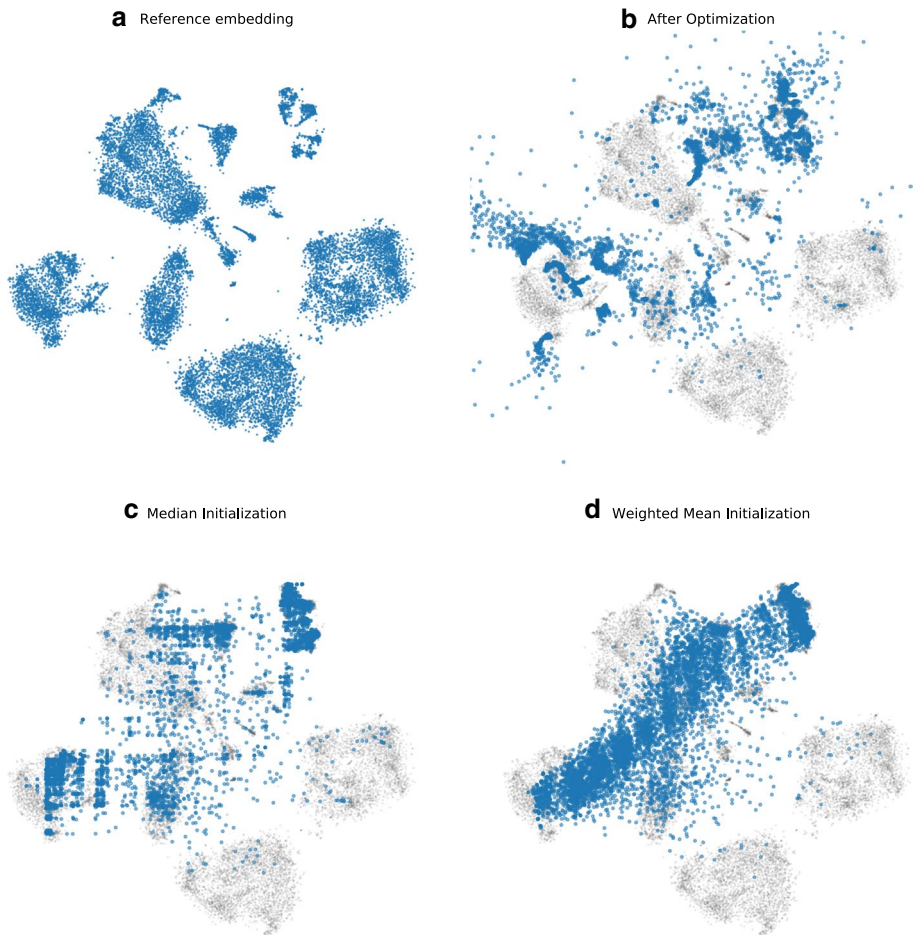 a Reference embedding
b After Optimization
c Median Initialization
d Weighted Mean Initialization